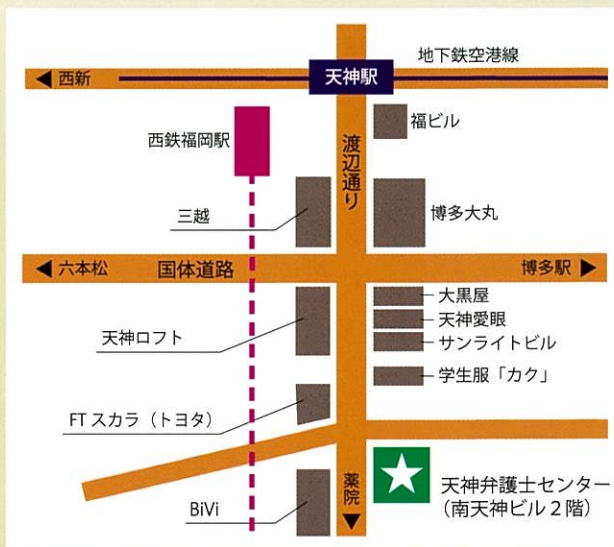 地下鉄空港線
◀ 西新
天神駅
西鉄福岡駅
福ビル
渡辺通り
三越
博多大丸
◀ 六本松
国体道路
博多駅 ▶
大黒屋
天神愛眼
天神ロフト
サンライトビル
学生服「カク」
FTスカラ（トヨタ）
薬院 ▼
天神弁護士センター
（南天神ビル２階）
BiVi